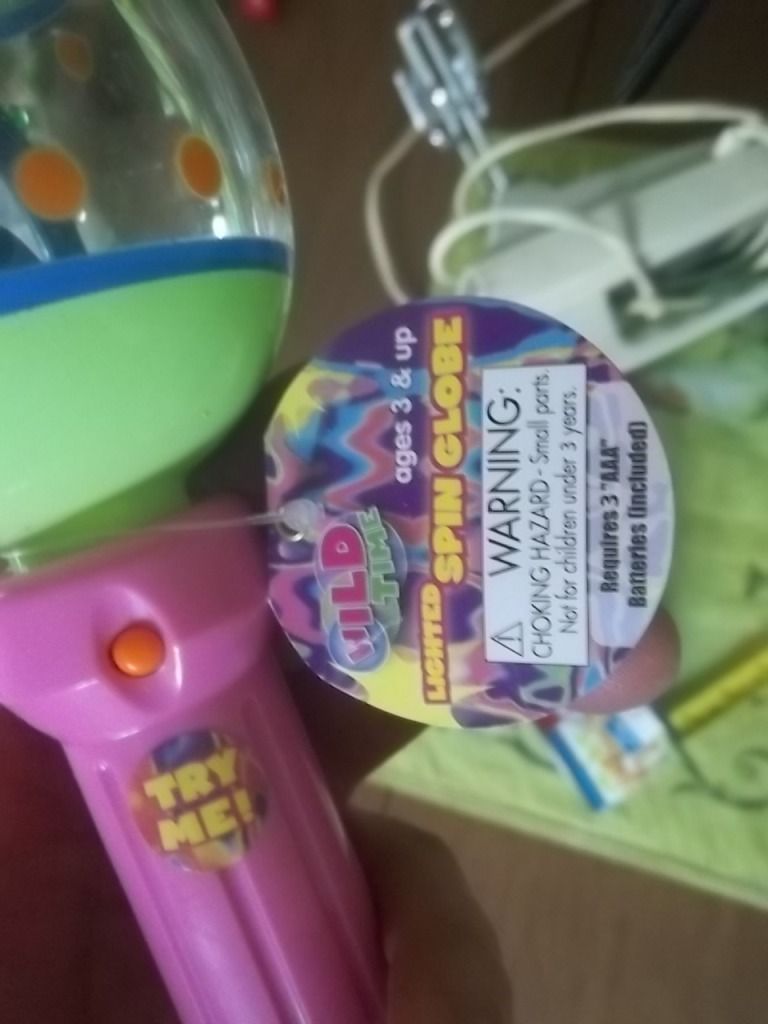 WILD
TIME
ages 3 & up
LIGHTED
SPIN GLOBE
WARNING:
CHOKING HAZARD - Small parts.
Not for children under 3 years.
Requires 3 "AAA"
Batteries (Included)
TRY
ME!